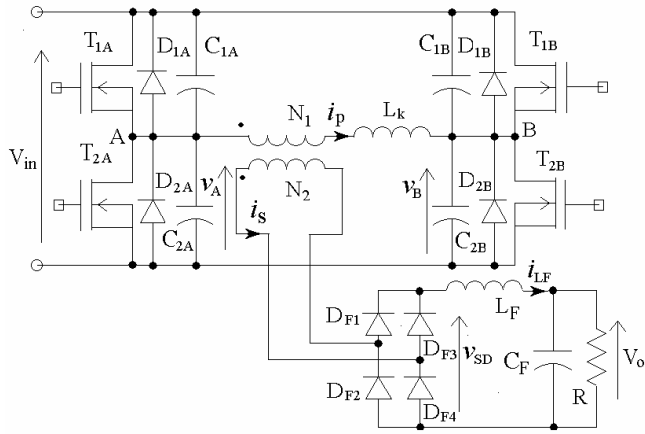 T1A D1A C1A C1B D1B T1B
N1 ip Lk
A B
Vin T2A D2A vA N2 vB D2B T2B
C2A is C2B
iLF
LF
DF1 DF3 vSD CF Vo
DF2 DF4 R